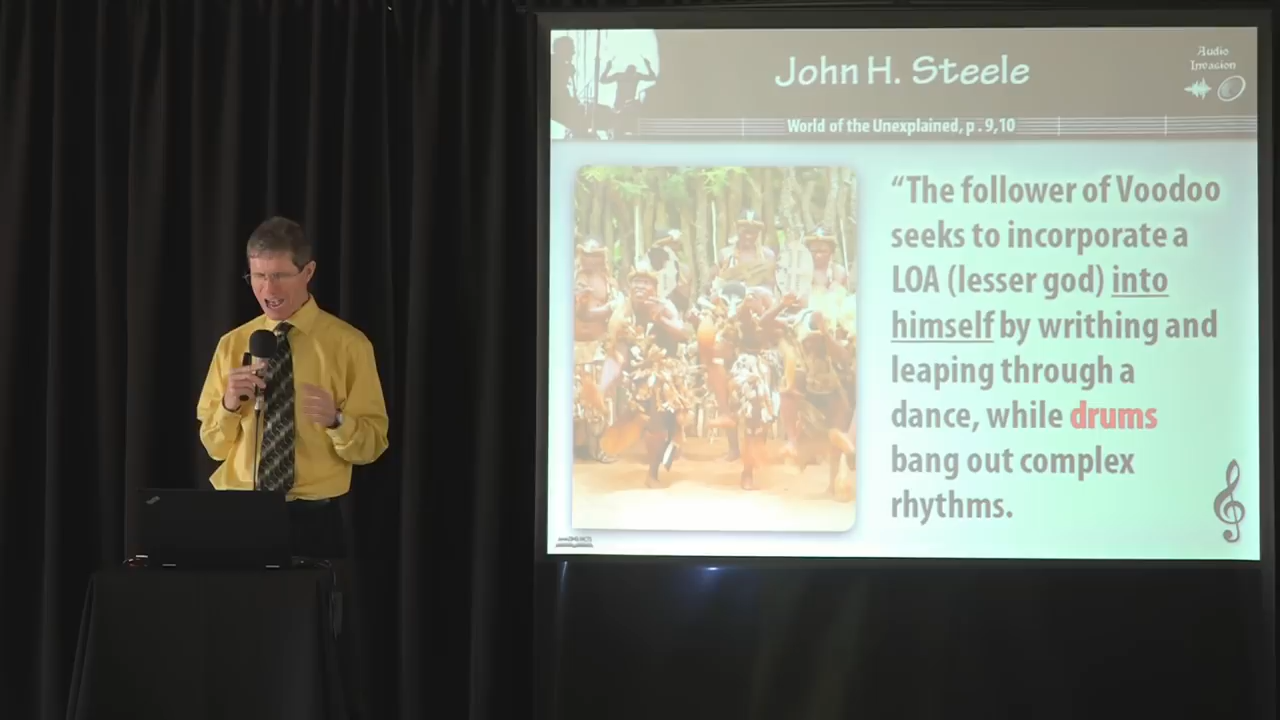 John H. Steele
Audio
Invasion
World of the Unexplained, p . 9,10
“The follower of Voodoo
seeks to incorporate a
LOA (lesser god) into
himself by writhing and
leaping through a
dance, while drums
bang out complex
rhythms.